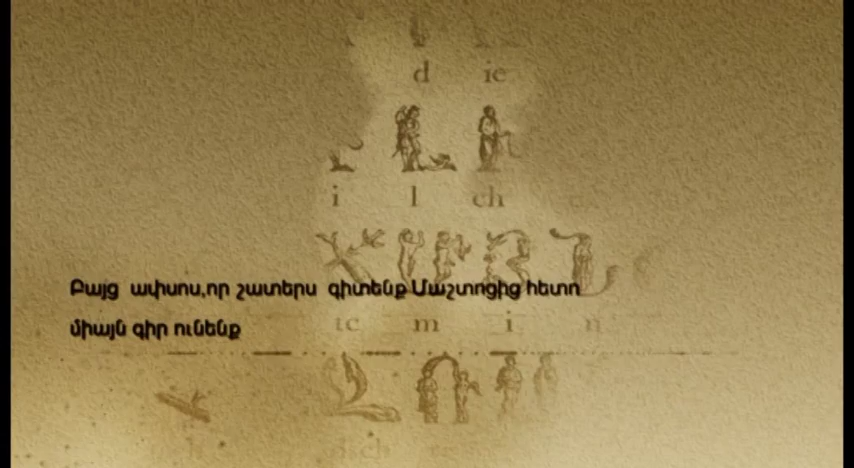 d ie
i l ch
Բայց ափսոս,որ շատերս գիտենք Մաշտոցից հետո
միայն գիր ունենք
tc m i n